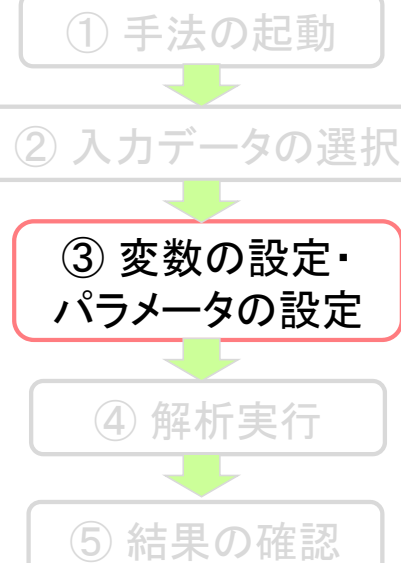 ① 手法の起動
② 入力データの選択
③ 変数の設定・
パラメータの設定
④ 解析実行
⑤ 結果の確認